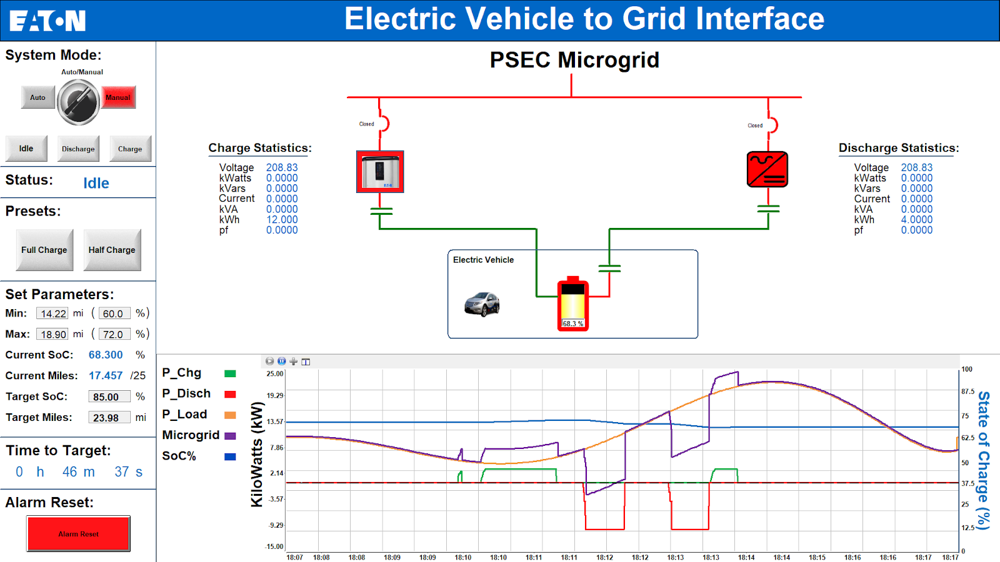 EATON
Electric Vehicle to Grid Interface
System Mode:
Auto/Manual
Auto
Manual
Idle
Discharge
Charge
Status:
Idle
Presets:
Full Charge
Half Charge
Set Parameters:
Min: 14.22 mi ( 60.0 %)
Max: 18.90 mi ( 72.0 %)
Current SoC: 68.300 %
Current Miles: 17.457 /25
Target SoC: 85.00 %
Target Miles: 23.98 mi
Time to Target:
0 h 46 m 37 s
Alarm Reset:
Alarm Reset
PSEC Microgrid
Closed
Closed
Charge Statistics:
Voltage 208.83
kWatts 0.0000
kVars 0.0000
Current 0.0000
kVA 0.0000
kWh 12.000
pf 0.0000
Discharge Statistics:
Voltage 208.83
kWatts 0.0000
kVars 0.0000
Current 0.0000
kVA 0.0000
kWh 4.0000
pf 0.0000
Electric Vehicle
68.3 %
P_Chg
P_Disch
P_Load
Microgrid
SoC%
KiloWatts (kW)
25.00
19.29
13.57
7.86
2.14
-3.57
-9.29
-15.00
18:07 18:08 18:08 18:09 18:09 18:10 18:10 18:11 18:11 18:12 18:12 18:13 18:13 18:14 18:14 18:15 18:16 18:16 18:17 18:17
100
87.5
75
62.5
50
37.5
25
12.5
0
State of Charge (%)